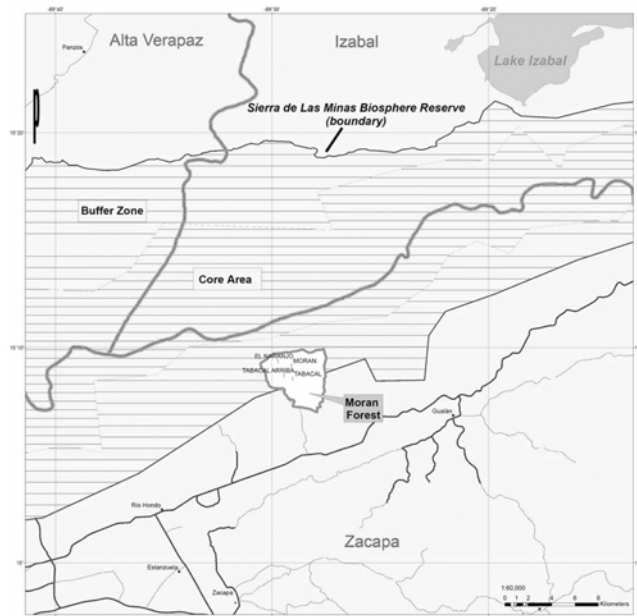 Alta Verapaz
Izabal
Panzós
Lake Izabal
Sierra de Las Minas Biosphere Reserve
(boundary)
Buffer Zone
Core Area
EL NARANJO
MORAN
TABACAL ARRIBA
TABACAL
Moran
Forest
Gualán
Río Hondo
Zacapa
Estanzuela
Zacapa
1:60,000
Kilometers